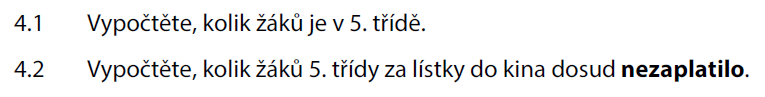 4.1 Vypočtěte, kolik žáků je v 5. třídě.
4.2 Vypočtěte, kolik žáků 5. třídy za lístky do kina dosud nezaplatilo.